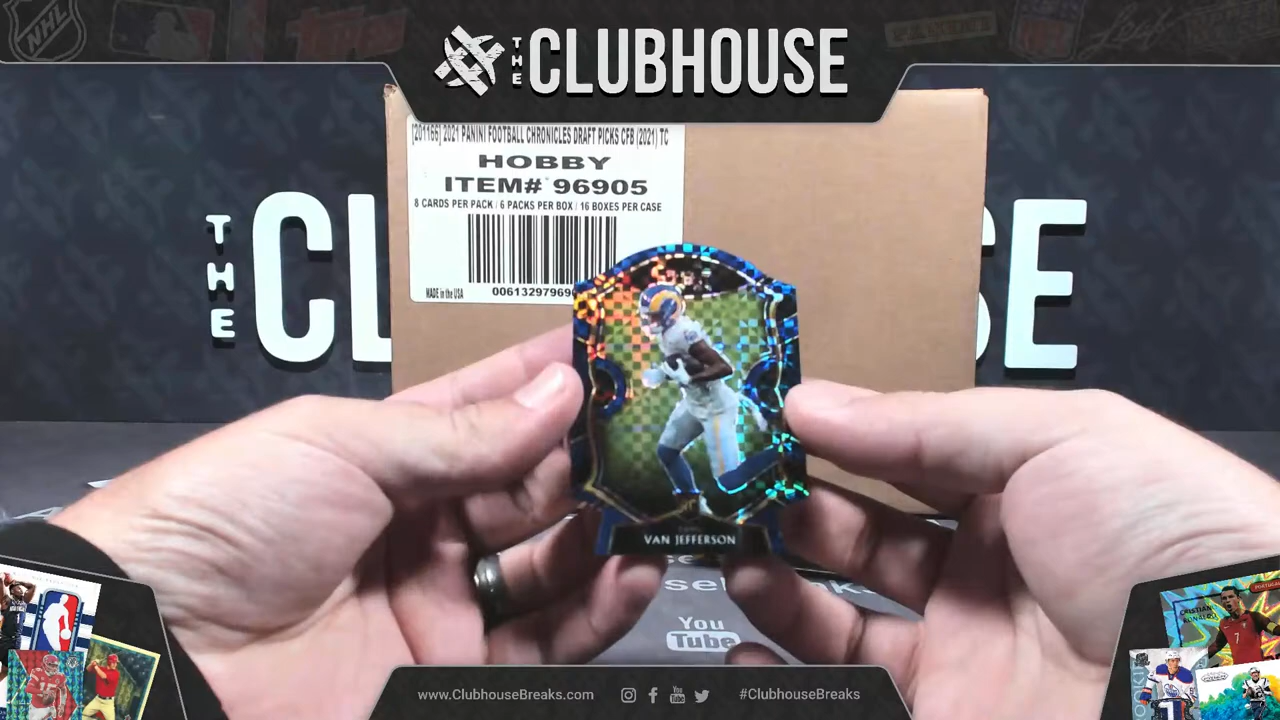 THE CLUBHOUSE
[201166] 2021 PANINI FOOTBALL CHRONICLES DRAFT PICKS CFB (2021) TC
HOBBY
ITEM# 96905
8 CARDS PER PACK / 6 PACKS PER BOX / 16 BOXES PER CASE
MADE in the USA
THE
VAN JEFFERSON
You
Tube
www.ClubhouseBreaks.com
#ClubhouseBreaks